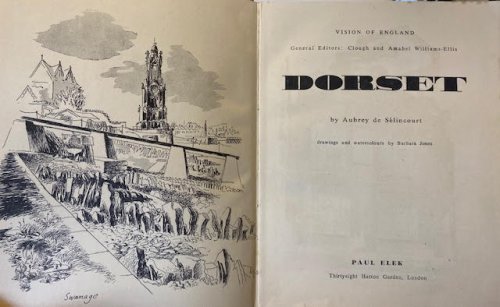 Swanage
VISION OF ENGLAND
General Editors: Clough and Amabel Williams-Ellis
DORSET
by Aubrey de Sélincourt
drawings and watercolours by Barbara Jones
PAUL ELEK
Thirtynight Hatton Garden, London